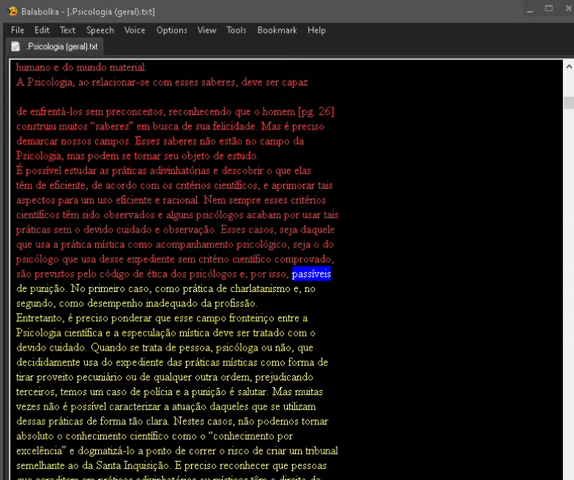 Balabolka - [.Psicologia (geral).txt]
File Edit Text Speech Voice Options View Tools Bookmark Help
.Psicologia (geral).txt
humano e do mundo material.
A Psicologia, ao relacionar-se com esses saberes, deve ser capaz
de enfrentá-los sem preconceitos, reconhecendo que o homem [pg. 26]
construiu muitos “saberes” em busca de sua felicidade. Mas é preciso
demarcar nossos campos. Esses saberes não estão no campo da
Psicologia, mas podem se tornar seu objeto de estudo.
É possível estudar as práticas adivinhatórias e descobrir o que elas
têm de eficiente, de acordo com os critérios científicos, e aprimorar tais
aspectos para um uso eficiente e racional. Nem sempre esses critérios
científicos têm sido observados e alguns psicólogos acabam por usar tais
práticas sem o devido cuidado e observação. Esses casos, seja daquele
que usa a prática mística como acompanhamento psicológico, seja o do
psicólogo que usa desse expediente sem critério científico comprovado,
são previstos pelo código de ética dos psicólogos e, por isso, passíveis
de punição. No primeiro caso, como prática de charlatanismo e, no
segundo, como desempenho inadequado da profissão.
Entretanto, é preciso ponderar que esse campo fronteiriço entre a
Psicologia científica e a especulação mística deve ser tratado com o
devido cuidado. Quando se trata de pessoa, psicóloga ou não, que
decididamente usa do expediente das práticas místicas como forma de
tirar proveito pecuniário ou de qualquer outra ordem, prejudicando
terceiros, temos um caso de polícia e a punição é salutar. Mas muitas
vezes não é possível caracterizar a atuação daqueles que se utilizam
dessas práticas de forma tão clara. Nestes casos, não podemos tornar
absoluto o conhecimento científico como o “conhecimento por
excelência” e dogmatizá-lo a ponto de correr o risco de criar um tribunal
semelhante ao da Santa Inquisição. E preciso reconhecer que pessoas
que acreditam em práticas adivinhatórias ou místicas têm o direito de